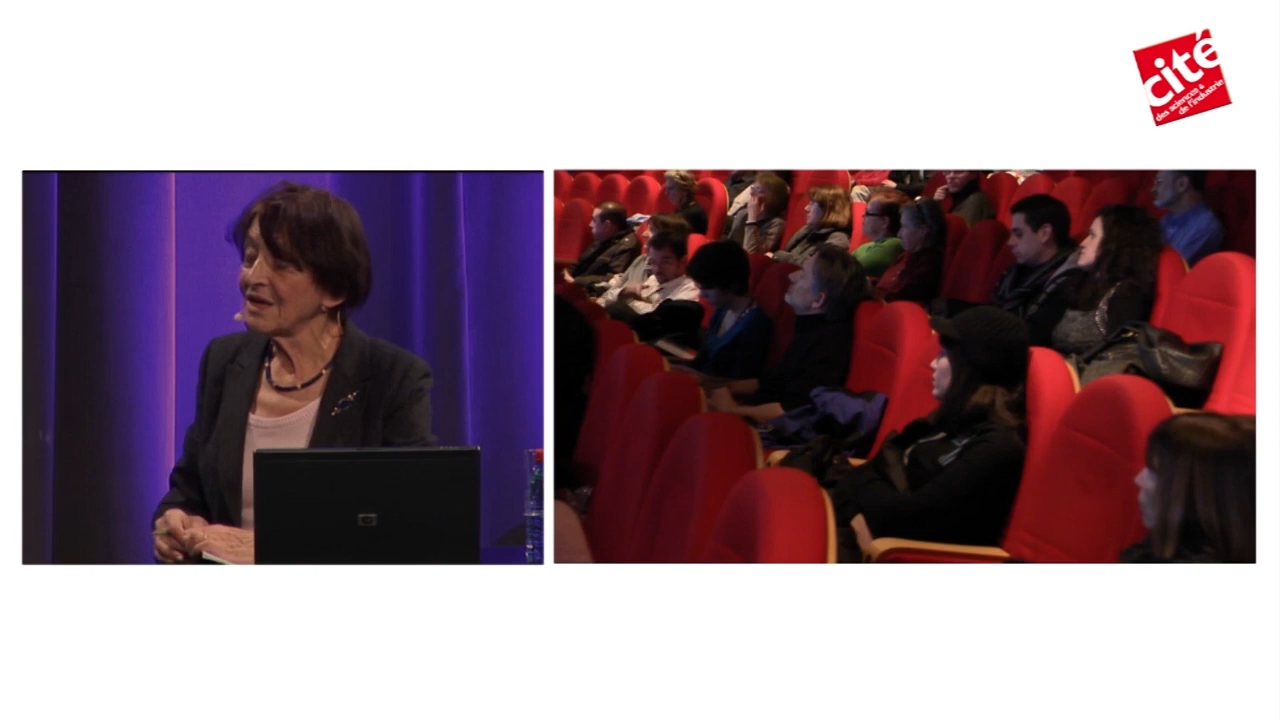 cité
des sciences &
de l'industrie